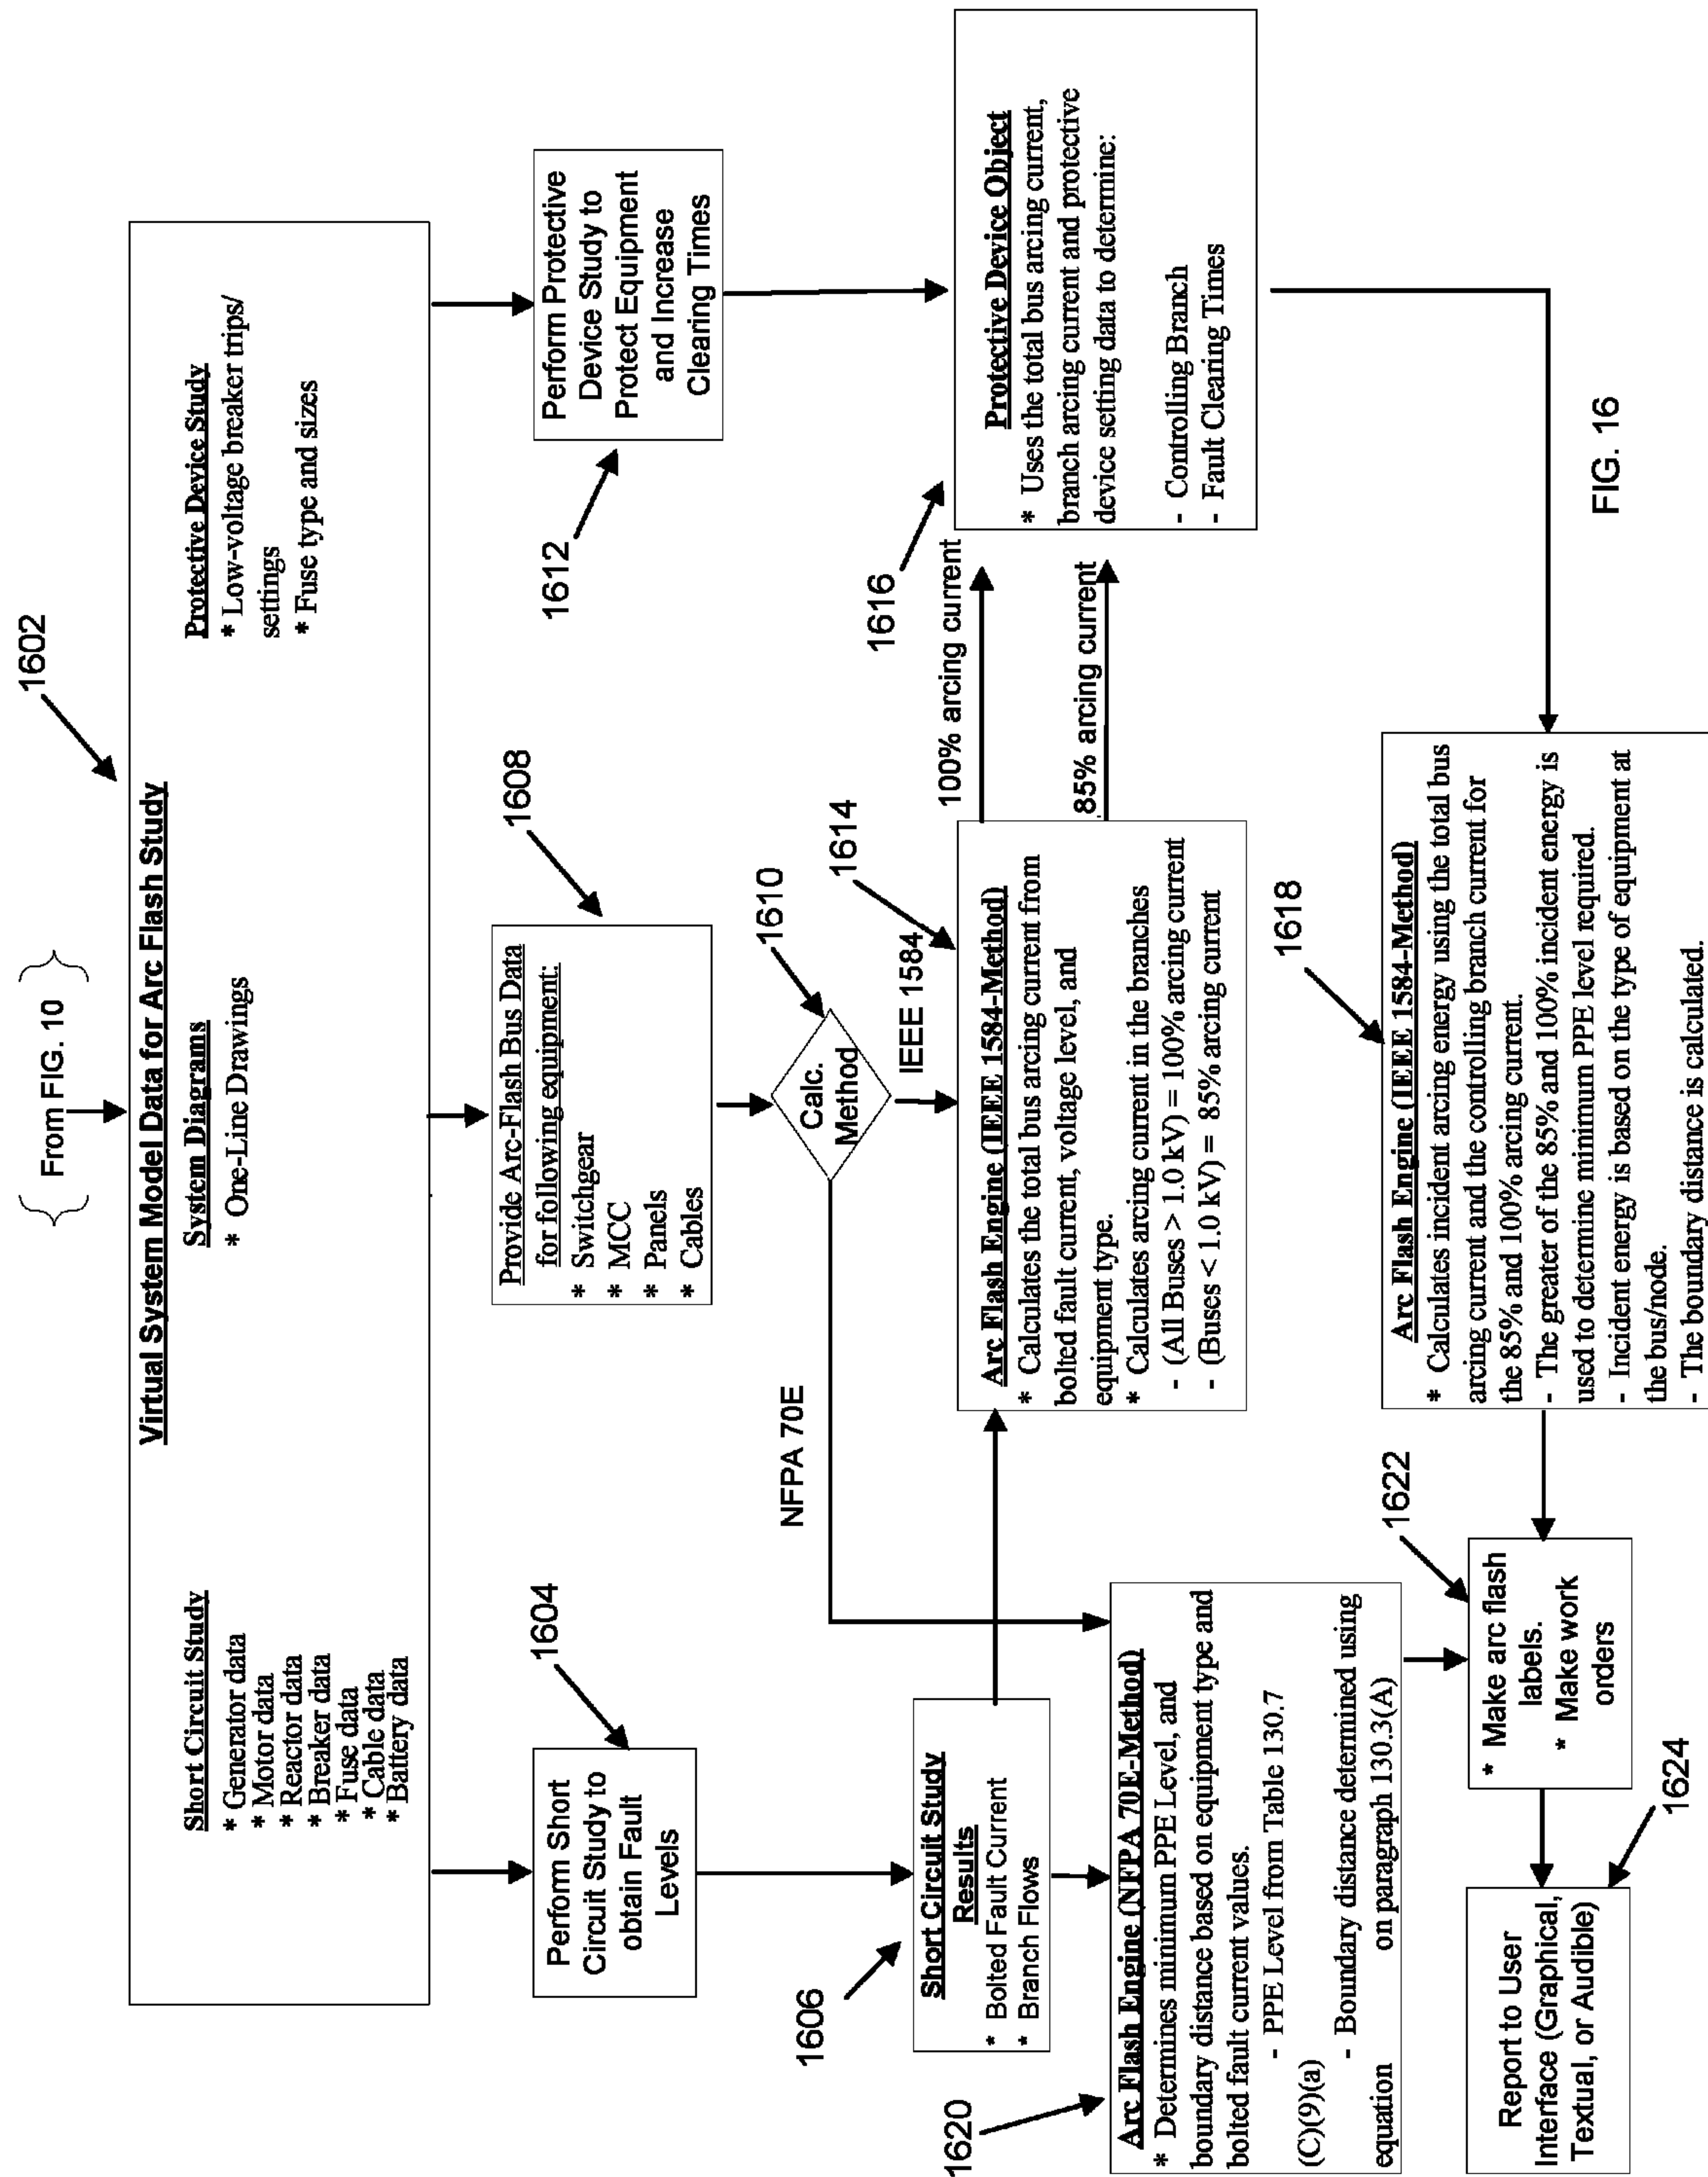 From FIG. 10
1602
Virtual System Model Data for Arc Flash Study
Short Circuit Study
* Generator data
* Motor data
* Reactor data
* Breaker data
* Fuse data
* Cable data
* Battery data
System Diagrams
* One-Line Drawings
Protective Device Study
* Low-voltage breaker trips/
settings
* Fuse type and sizes
1604
Perform Short
Circuit Study to
obtain Fault
Levels
1608
Provide Arc-Flash Bus Data
for following equipment:
* Switchgear
* MCC
* Panels
* Cables
1612
Perform Protective
Device Study to
Protect Equipment
and Increase
Clearing Times
1610
Calc.
Method
NFPA 70E
IEEE 1584
1606
Short Circuit Study
Results
* Bolted Fault Current
* Branch Flows
1614
Arc Flash Engine (IEEE 1584-Method)
* Calculates the total bus arcing current from
bolted fault current, voltage level, and
equipment type.
* Calculates arcing current in the branches
- (All Buses > 1.0 kV) = 100% arcing current
- (Buses < 1.0 kV) = 85% arcing current
100% arcing current
85% arcing current
1616
Protective Device Object
* Uses the total bus arcing current,
branch arcing current and protective
device setting data to determine:
- Controlling Branch
- Fault Clearing Times
1620
Arc Flash Engine (NFPA 70E-Method)
* Determines minimum PPE Level, and
boundary distance based on equipment type and
bolted fault current values.
- PPE Level from Table 130.7
(C)(9)(a)
- Boundary distance determined using
equation on paragraph 130.3(A)
1618
Arc Flash Engine (IEEE 1584-Method)
* Calculates incident arcing energy using the total bus
arcing current and the controlling branch current for
the 85% and 100% arcing current.
- The greater of the 85% and 100% incident energy is
used to determine minimum PPE level required.
- Incident energy is based on the type of equipment at
the bus/node.
- The boundary distance is calculated.
1622
* Make arc flash
labels.
* Make work
orders
1624
Report to User
Interface (Graphical,
Textual, or Audible)
FIG. 16